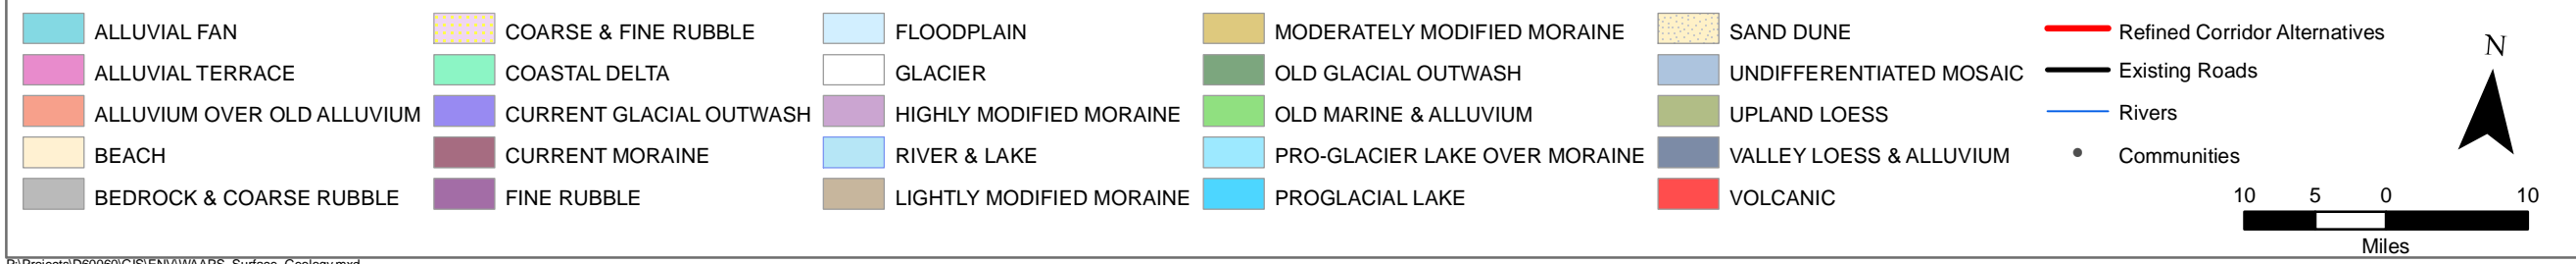 ALLUVIAL FAN
ALLUVIAL TERRACE
ALLUVIUM OVER OLD ALLUVIUM
BEACH
BEDROCK & COARSE RUBBLE
COARSE & FINE RUBBLE
COASTAL DELTA
CURRENT GLACIAL OUTWASH
CURRENT MORAINE
FINE RUBBLE
FLOODPLAIN
GLACIER
HIGHLY MODIFIED MORAINE
RIVER & LAKE
LIGHTLY MODIFIED MORAINE
MODERATELY MODIFIED MORAINE
OLD GLACIAL OUTWASH
OLD MARINE & ALLUVIUM
PRO-GLACIER LAKE OVER MORAINE
PROGLACIAL LAKE
SAND DUNE
UNDIFFERENTIATED MOSAIC
UPLAND LOESS
VALLEY LOESS & ALLUVIUM
VOLCANIC
Refined Corridor Alternatives
Existing Roads
Rivers
Communities
N
10 5 0 10
Miles